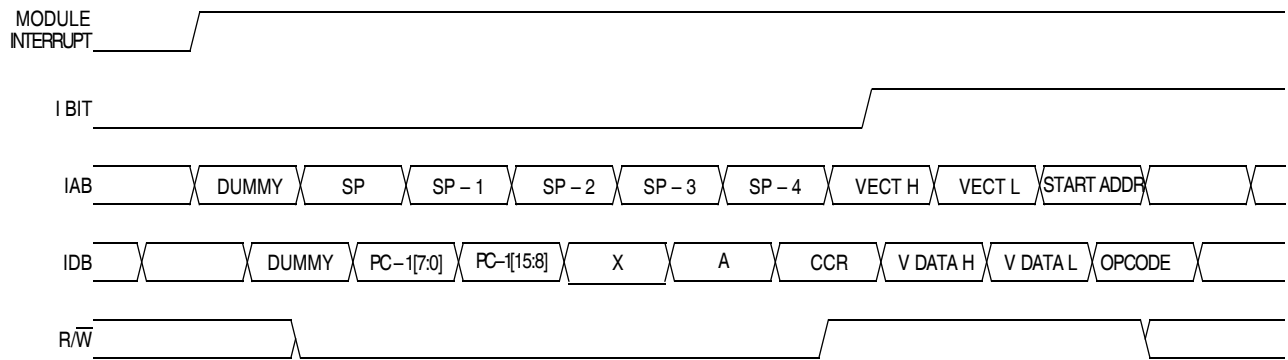 MODULE
INTERRUPT
I BIT
IAB DUMMY SP SP – 1 SP – 2 SP – 3 SP – 4 VECT H VECT L START ADDR
IDB DUMMY PC – 1[7:0] PC–1[15:8] X A CCR V DATA H V DATA L OPCODE
R/W̅